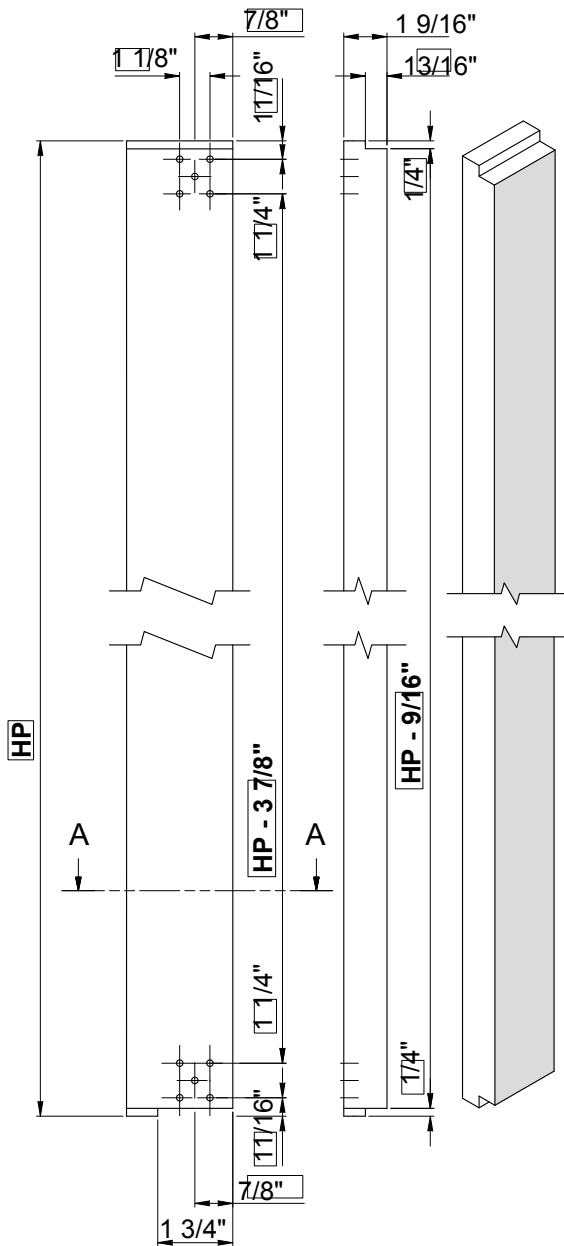 7/8"
1 9/16"
1 1/8"
13/16"
11/16"
1/4"
1 1/4"
HP
HP - 3 7/8"
HP - 9/16"
A
A
1 1/4"
1/4"
11/16"
7/8"
1 3/4"